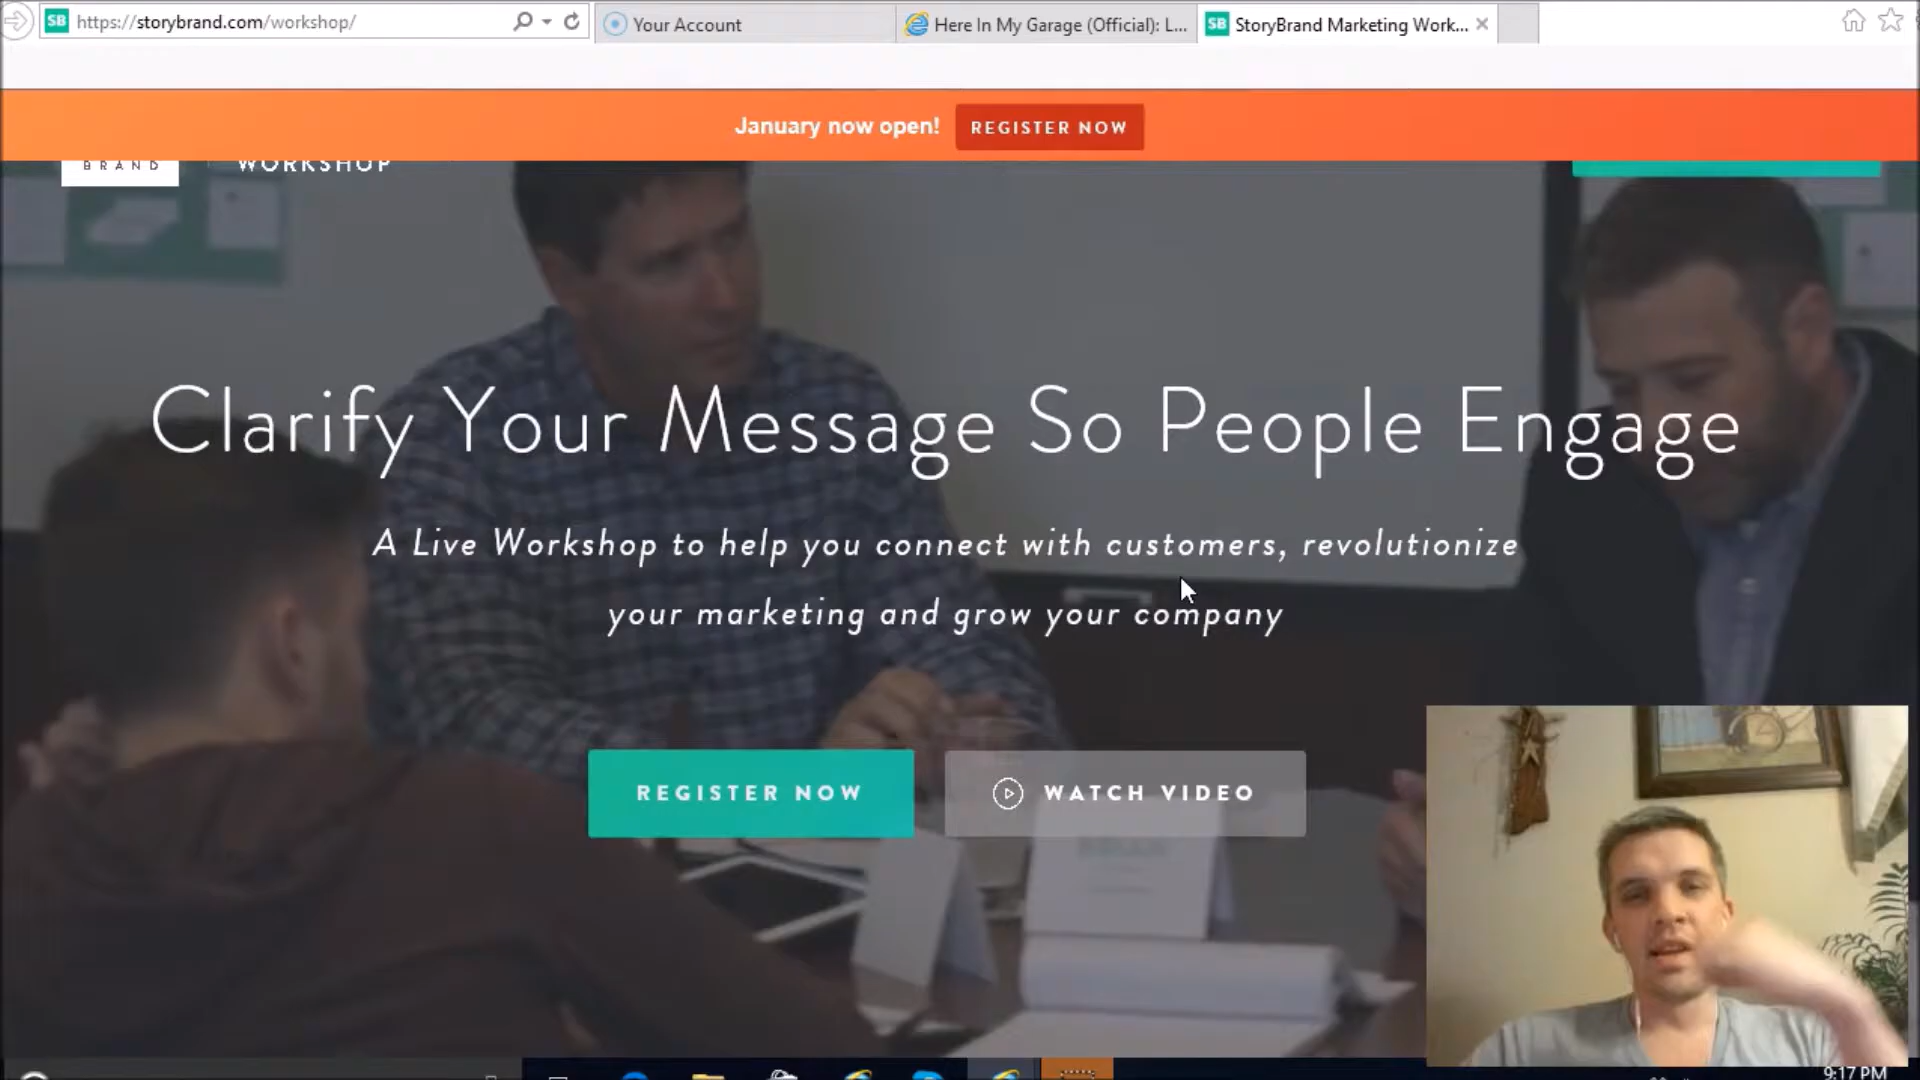 https://storybrand.com/workshop/
Your Account
Here In My Garage (Official): L...
StoryBrand Marketing Work...
January now open!
REGISTER NOW
BRAND
WORKSHOP
Clarify Your Message So People Engage
A Live Workshop to help you connect with customers, revolutionize
your marketing and grow your company
REGISTER NOW
WATCH VIDEO
9:17 PM